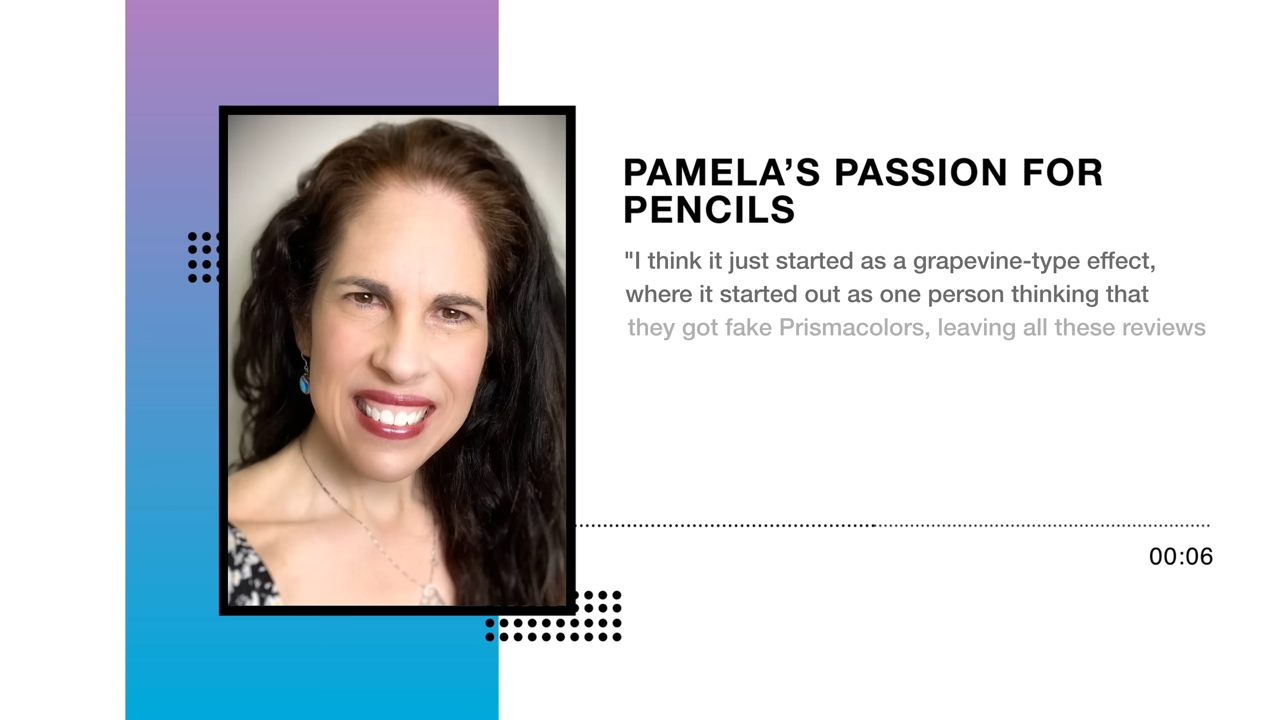 PAMELA’S PASSION FOR
PENCILS
"I think it just started as a grapevine-type effect,
where it started out as one person thinking that
they got fake Prismacolors, leaving all these reviews
00:06